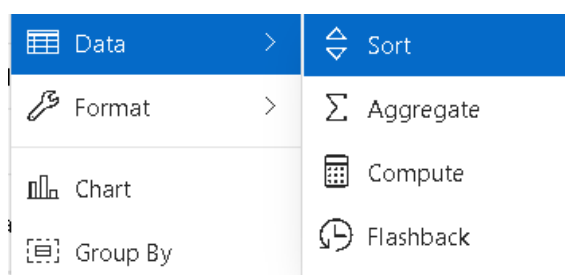 Data
Format
Chart
Group By
Sort
Aggregate
Compute
Flashback